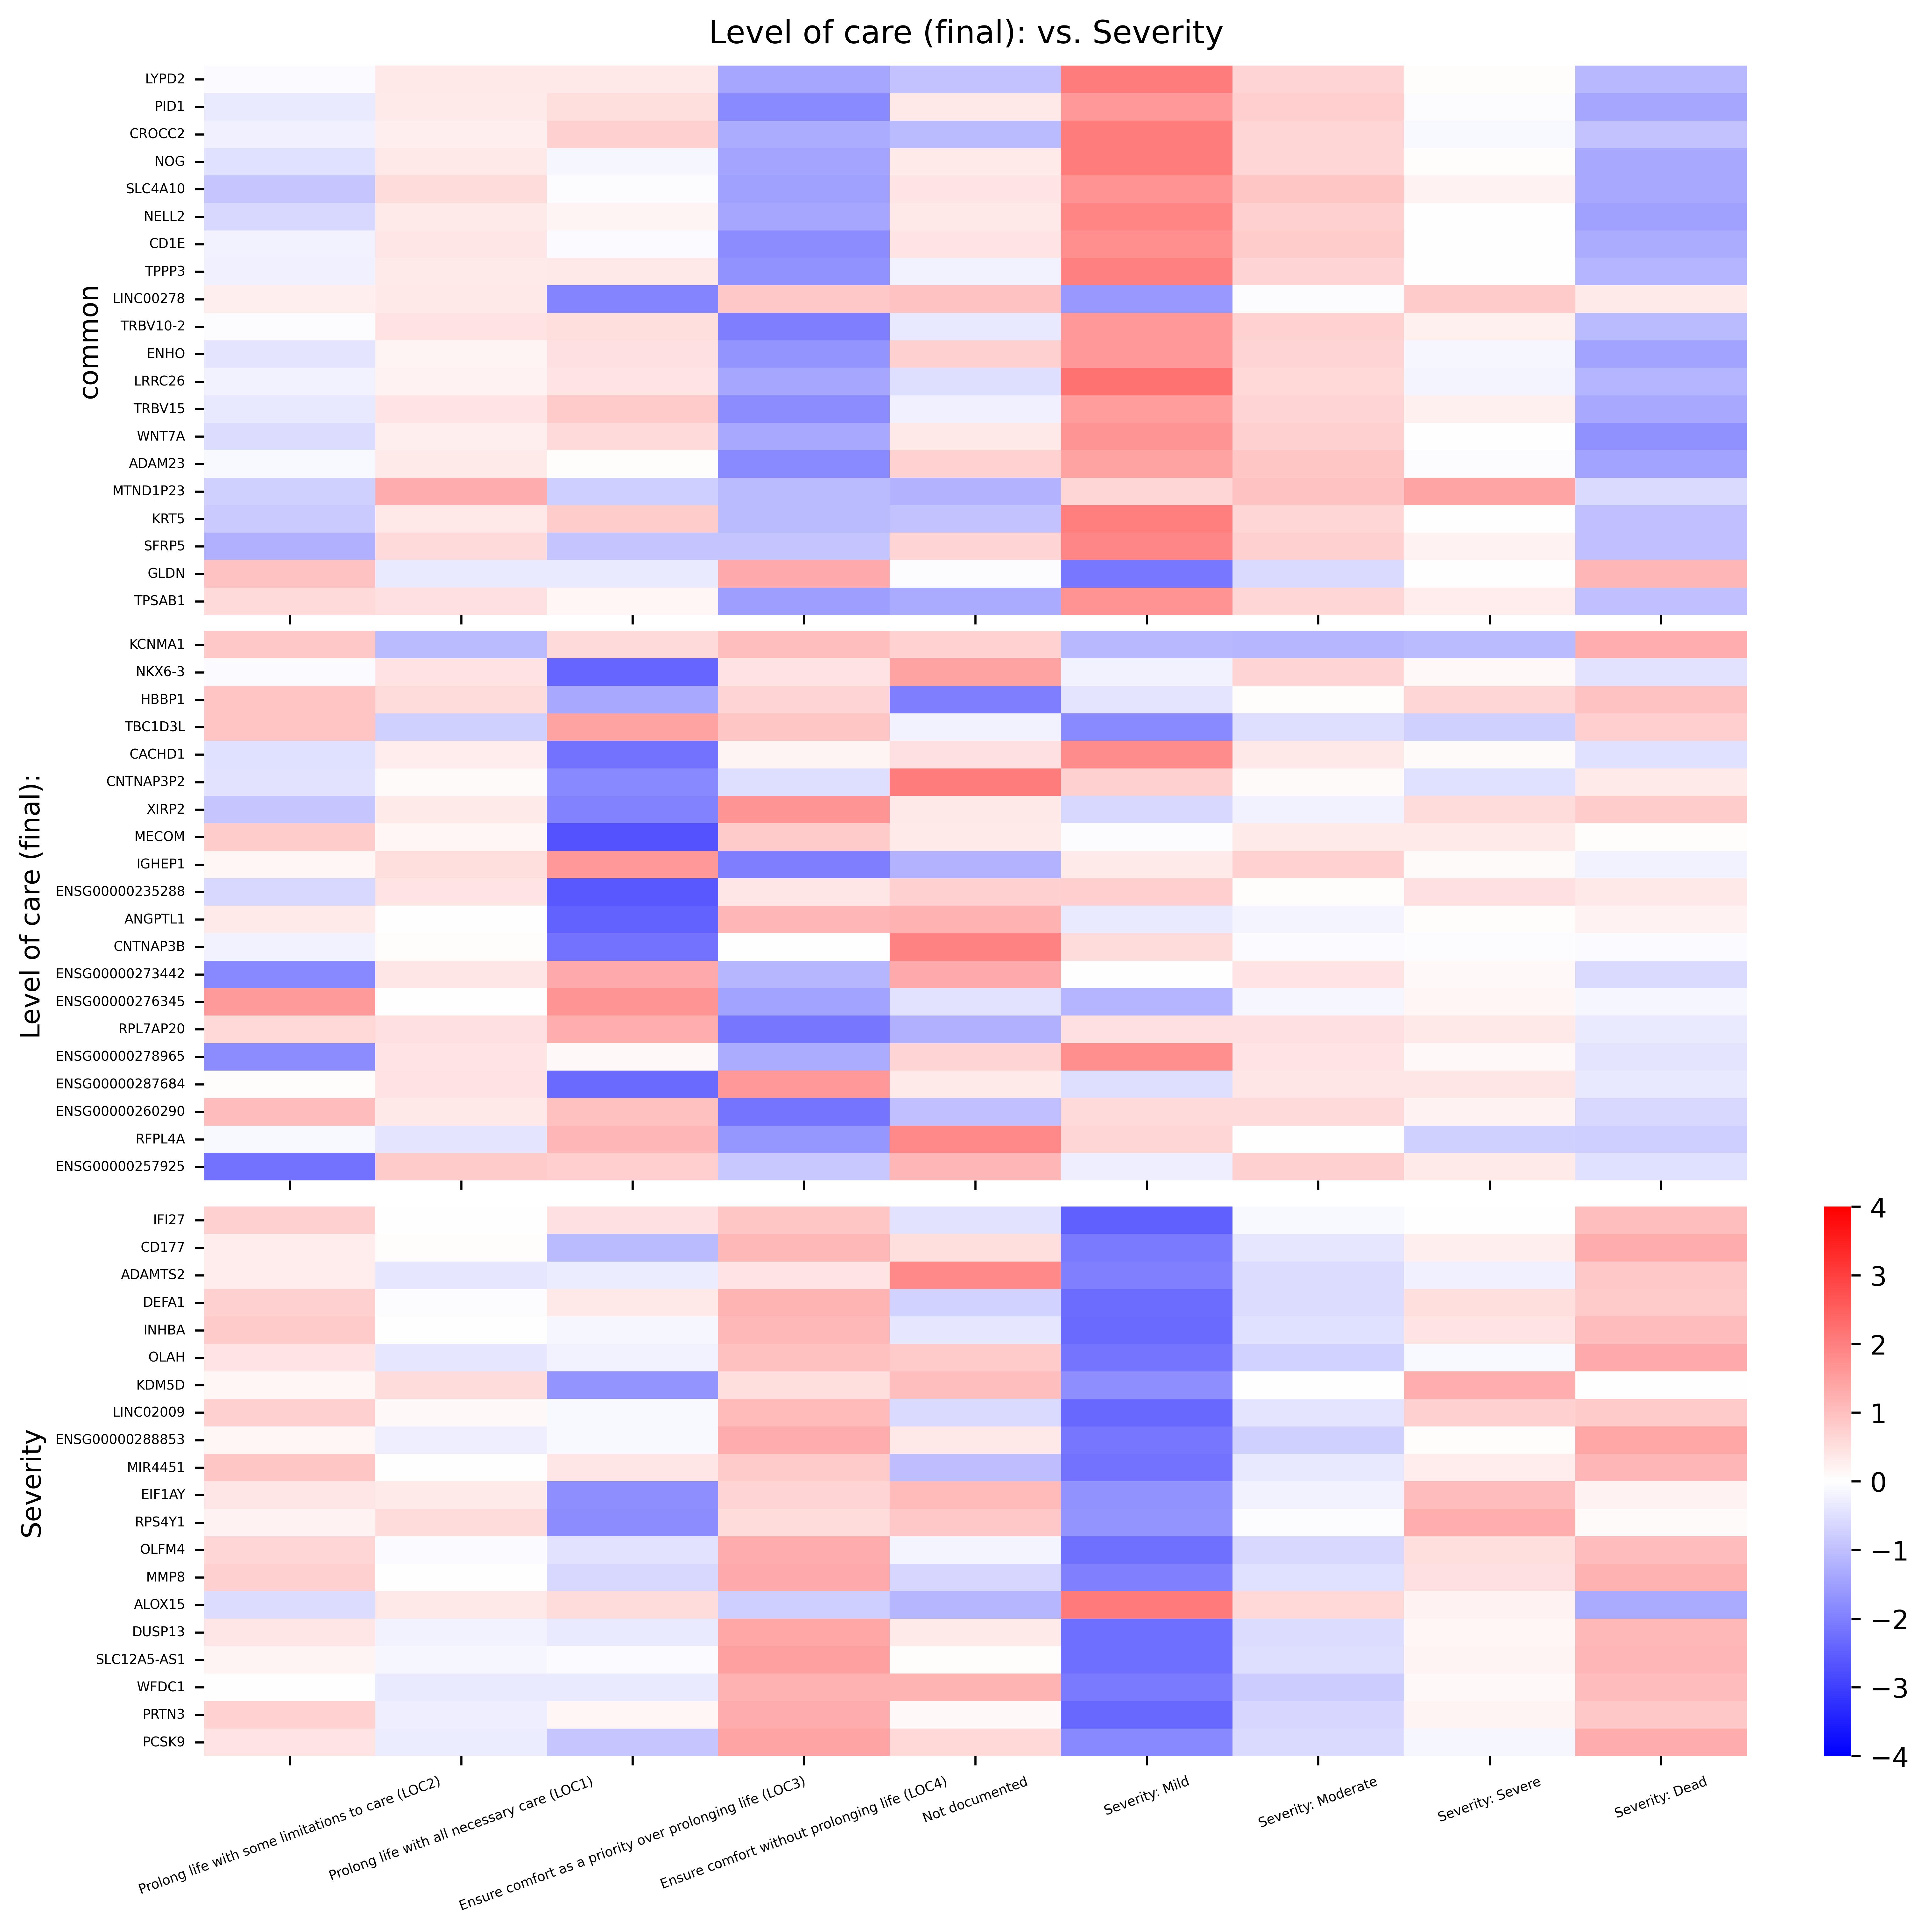 Level of care (final): vs. Severity
common
LYPD2
PID1
CROCC2
NOG
SLC4A10
NELL2
CD1E
TPPP3
LINC00278
TRBV10-2
ENHO
LRRC26
TRBV15
WNT7A
ADAM23
MTND1P23
KRT5
SFRP5
GLDN
TPSAB1
Level of care (final):
KCNMA1
NKX6-3
HBBP1
TBC1D3L
CACHD1
CNTNAP3P2
XIRP2
MECOM
IGHEP1
ENSG00000235288
ANGPTL1
CNTNAP3B
ENSG00000273442
ENSG00000276345
RPL7AP20
ENSG00000278965
ENSG00000287684
ENSG00000260290
RFPL4A
ENSG00000257925
Severity
IFI27
CD177
ADAMTS2
DEFA1
INHBA
OLAH
KDM5D
LINC02009
ENSG00000288853
MIR4451
EIF1AY
RPS4Y1
OLFM4
MMP8
ALOX15
DUSP13
SLC12A5-AS1
WFDC1
PRTN3
PCSK9
Prolong life with some limitations to care (LOC2)
Prolong life with all necessary care (LOC1)
Ensure comfort as a priority over prolonging life (LOC3)
Ensure comfort without prolonging life (LOC4)
Not documented
Severity: Mild
Severity: Moderate
Severity: Severe
Severity: Dead
4
3
2
1
0
−1
−2
−3
−4